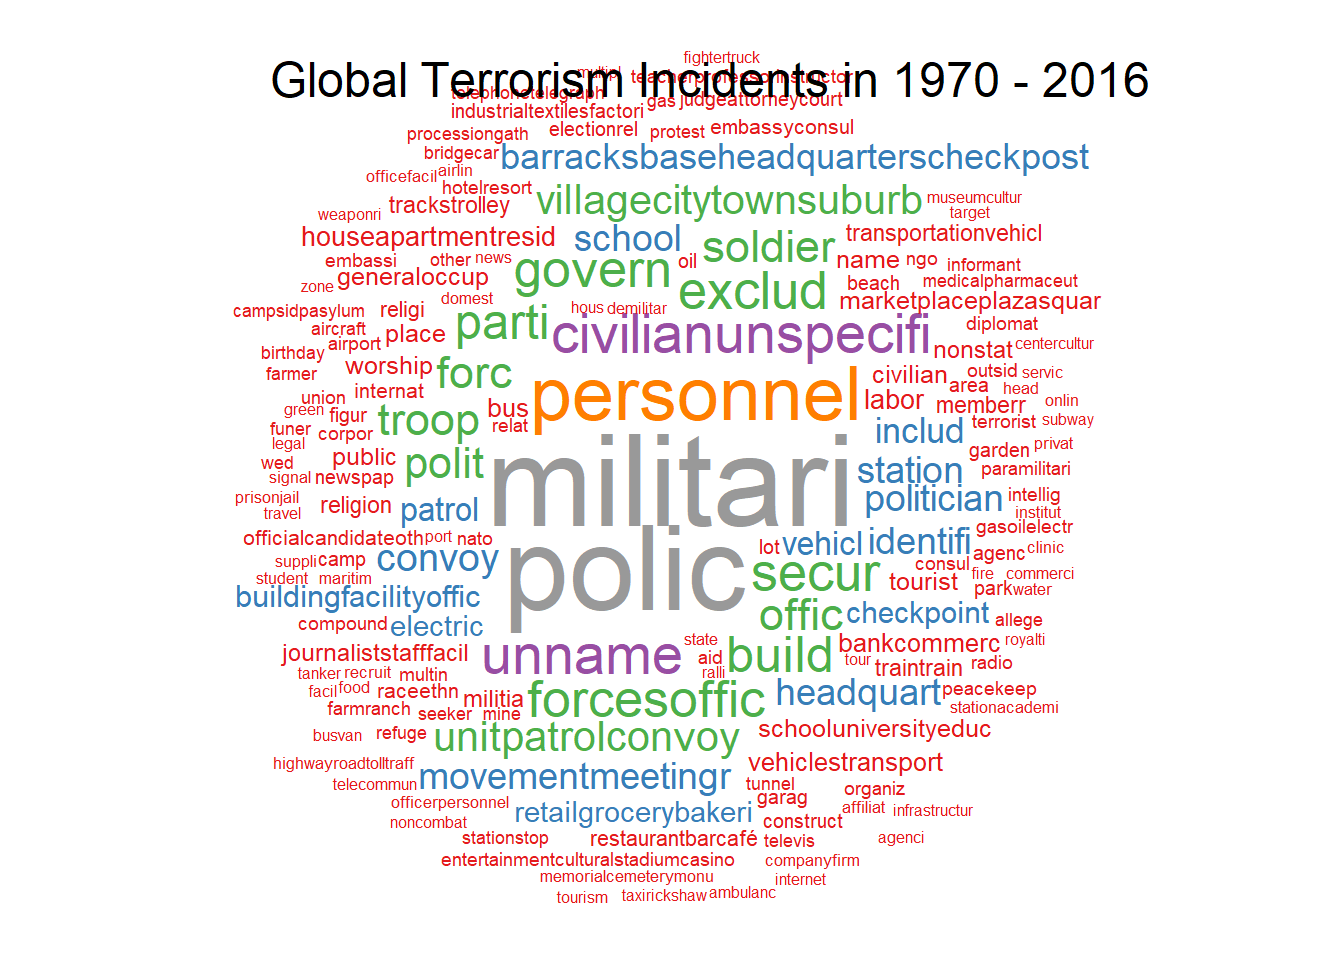 fightertruck
Global Terrorism Incidents in 1970 - 2016
multipl
teacherprofessorinstructor
telephonetelegraph
gas judgeattorneycourt
industrialtextilesfactori
processiongath electionrel protest embassyconsul
bridgecar barracksbaseheadquarterscheckpost
officefacil airlin
hotelresort villagecitytownsuburb museumcultur
weaponri trackstrolley target
houseapartmentresid school soldier transportationvehicl
embassi other news govern oil exclud name ngo informant
zone generaloccup beach medicalpharmaceut
campsidpasylum religi domest parti hous demilitar marketplaceplazasquar
aircraft place civilianunspecifi diplomat
birthday airport nonstat centercultur
farmer worship forc personnel civilian outsid servic
union internat bus labor area head
green figur troop relat memberr terrorist onlin
funer corpor includ subway
legal public polit militari station garden privat
wed newspap paramilitari
signal politician intellig
prisonjail religion patrol institut
travel gasoilelectr
officialcandidateoth port nato polic lot vehicl identifi agenc clinic
suppli camp convoy secur consul
student maritim tourist fire commerci
buildingfacilityoffic offic checkpoint park water
compound electric allege
journaliststafffacil unname state aid build bankcommerc royalti
tanker recruit multin ralli tour traintrain radio
facil food raceethn militia forcesoffic headquart peacekeep
farmranch seeker mine stationacademi
busvan refuge unitpatrolconvoy schooluniversityeduc
highwayroadtolltraff movementmeetingr vehiclestransport
telecommun tunnel
officerpersonnel retailgrocerybakeri garag organiz
noncombat construct affiliat infrastructur
stationstop restaurantbarcafé televis agenci
entertainmentculturalstadiumcasino companyfirm
memorialcemeterymonu internet
tourism taxirickshaw ambulanc